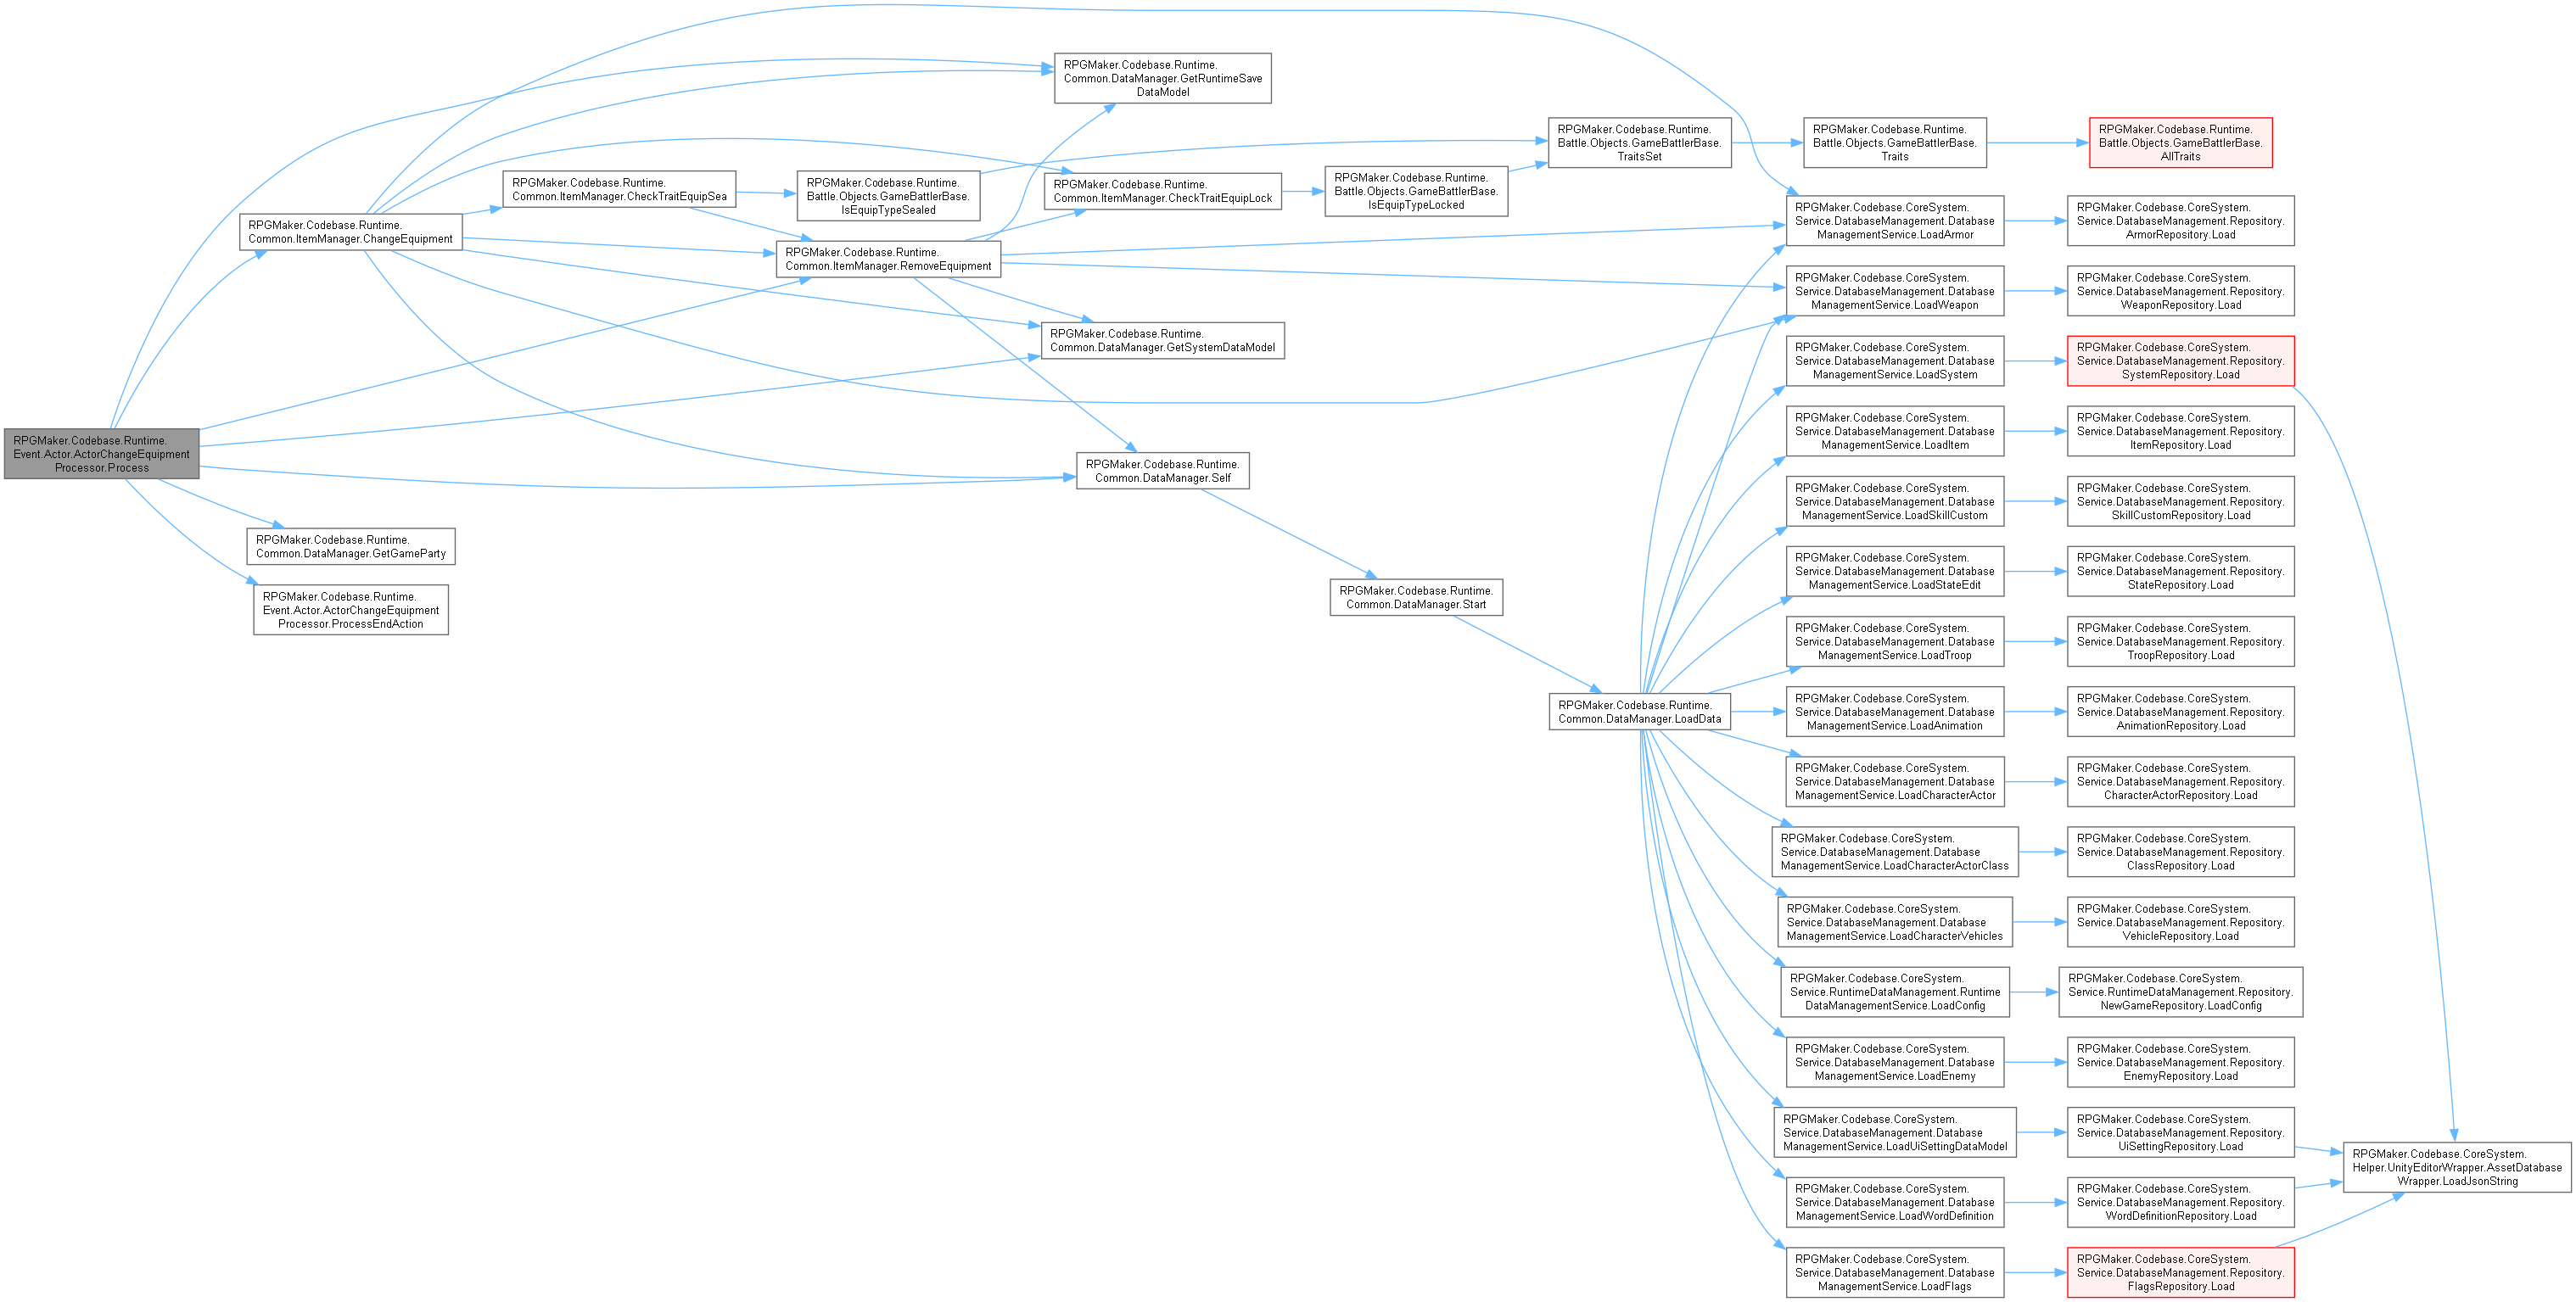 RPGMaker.Codebase.Runtime.
Event.Actor.ActorChangeEquipment
Processor.Process
RPGMaker.Codebase.Runtime.
Common.ItemManager.ChangeEquipment
RPGMaker.Codebase.Runtime.
Common.DataManager.GetGameParty
RPGMaker.Codebase.Runtime.
Event.Actor.ActorChangeEquipment
Processor.ProcessEndAction
RPGMaker.Codebase.Runtime.
Common.ItemManager.CheckTraitEquipSea
RPGMaker.Codebase.Runtime.
Battle.Objects.GameBattlerBase.
IsEquipTypeSealed
RPGMaker.Codebase.Runtime.
Common.ItemManager.RemoveEquipment
RPGMaker.Codebase.Runtime.
Common.DataManager.GetRuntimeSave
DataModel
RPGMaker.Codebase.Runtime.
Common.ItemManager.CheckTraitEquipLock
RPGMaker.Codebase.Runtime.
Common.DataManager.GetSystemDataModel
RPGMaker.Codebase.Runtime.
Common.DataManager.Self
RPGMaker.Codebase.Runtime.
Battle.Objects.GameBattlerBase.
IsEquipTypeLocked
RPGMaker.Codebase.Runtime.
Common.DataManager.Start
RPGMaker.Codebase.Runtime.
Battle.Objects.GameBattlerBase.
TraitsSet
RPGMaker.Codebase.Runtime.
Common.DataManager.LoadData
RPGMaker.Codebase.Runtime.
Battle.Objects.GameBattlerBase.
Traits
RPGMaker.Codebase.Runtime.
Battle.Objects.GameBattlerBase.
AllTraits
RPGMaker.Codebase.CoreSystem.
Service.DatabaseManagement.Database
ManagementService.LoadArmor
RPGMaker.Codebase.CoreSystem.
Service.DatabaseManagement.Repository.
ArmorRepository.Load
RPGMaker.Codebase.CoreSystem.
Service.DatabaseManagement.Database
ManagementService.LoadWeapon
RPGMaker.Codebase.CoreSystem.
Service.DatabaseManagement.Repository.
WeaponRepository.Load
RPGMaker.Codebase.CoreSystem.
Service.DatabaseManagement.Database
ManagementService.LoadSystem
RPGMaker.Codebase.CoreSystem.
Service.DatabaseManagement.Repository.
SystemRepository.Load
RPGMaker.Codebase.CoreSystem.
Service.DatabaseManagement.Database
ManagementService.LoadItem
RPGMaker.Codebase.CoreSystem.
Service.DatabaseManagement.Repository.
ItemRepository.Load
RPGMaker.Codebase.CoreSystem.
Service.DatabaseManagement.Database
ManagementService.LoadSkillCustom
RPGMaker.Codebase.CoreSystem.
Service.DatabaseManagement.Repository.
SkillCustomRepository.Load
RPGMaker.Codebase.CoreSystem.
Service.DatabaseManagement.Database
ManagementService.LoadStateEdit
RPGMaker.Codebase.CoreSystem.
Service.DatabaseManagement.Repository.
StateRepository.Load
RPGMaker.Codebase.CoreSystem.
Service.DatabaseManagement.Database
ManagementService.LoadTroop
RPGMaker.Codebase.CoreSystem.
Service.DatabaseManagement.Repository.
TroopRepository.Load
RPGMaker.Codebase.CoreSystem.
Service.DatabaseManagement.Database
ManagementService.LoadAnimation
RPGMaker.Codebase.CoreSystem.
Service.DatabaseManagement.Repository.
AnimationRepository.Load
RPGMaker.Codebase.CoreSystem.
Service.DatabaseManagement.Database
ManagementService.LoadCharacterActor
RPGMaker.Codebase.CoreSystem.
Service.DatabaseManagement.Repository.
CharacterActorRepository.Load
RPGMaker.Codebase.CoreSystem.
Service.DatabaseManagement.Database
ManagementService.LoadCharacterActorClass
RPGMaker.Codebase.CoreSystem.
Service.DatabaseManagement.Repository.
ClassRepository.Load
RPGMaker.Codebase.CoreSystem.
Service.DatabaseManagement.Database
ManagementService.LoadCharacterVehicles
RPGMaker.Codebase.CoreSystem.
Service.DatabaseManagement.Repository.
VehicleRepository.Load
RPGMaker.Codebase.CoreSystem.
Service.RuntimeDataManagement.Runtime
DataManagementService.LoadConfig
RPGMaker.Codebase.CoreSystem.
Service.RuntimeDataManagement.Repository.
NewGameRepository.LoadConfig
RPGMaker.Codebase.CoreSystem.
Service.DatabaseManagement.Database
ManagementService.LoadEnemy
RPGMaker.Codebase.CoreSystem.
Service.DatabaseManagement.Repository.
EnemyRepository.Load
RPGMaker.Codebase.CoreSystem.
Service.DatabaseManagement.Database
ManagementService.LoadUiSettingDataModel
RPGMaker.Codebase.CoreSystem.
Service.DatabaseManagement.Repository.
UiSettingRepository.Load
RPGMaker.Codebase.CoreSystem.
Service.DatabaseManagement.Database
ManagementService.LoadWordDefinition
RPGMaker.Codebase.CoreSystem.
Service.DatabaseManagement.Repository.
WordDefinitionRepository.Load
RPGMaker.Codebase.CoreSystem.
Service.DatabaseManagement.Database
ManagementService.LoadFlags
RPGMaker.Codebase.CoreSystem.
Service.DatabaseManagement.Repository.
FlagsRepository.Load
RPGMaker.Codebase.CoreSystem.
Helper.UnityEditorWrapper.AssetDatabase
Wrapper.LoadJsonString